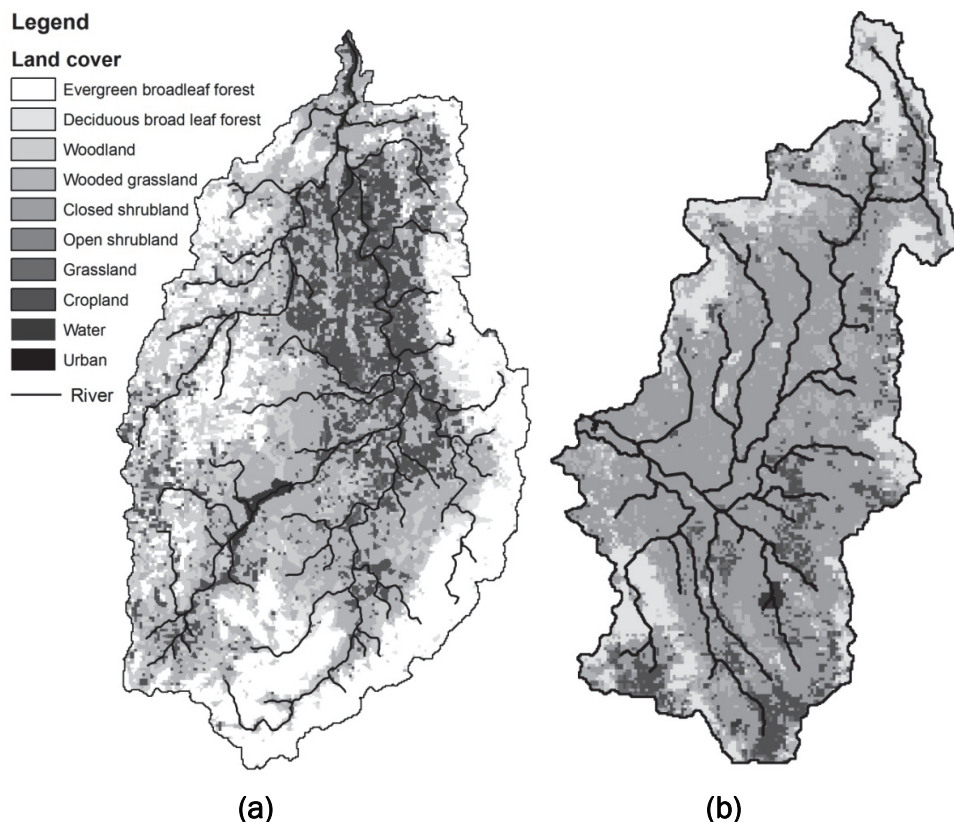 Legend
Land cover
Evergreen broadleaf forest
Deciduous broad leaf forest
Woodland
Wooded grassland
Closed shrubland
Open shrubland
Grassland
Cropland
Water
Urban
River
(a)
(b)